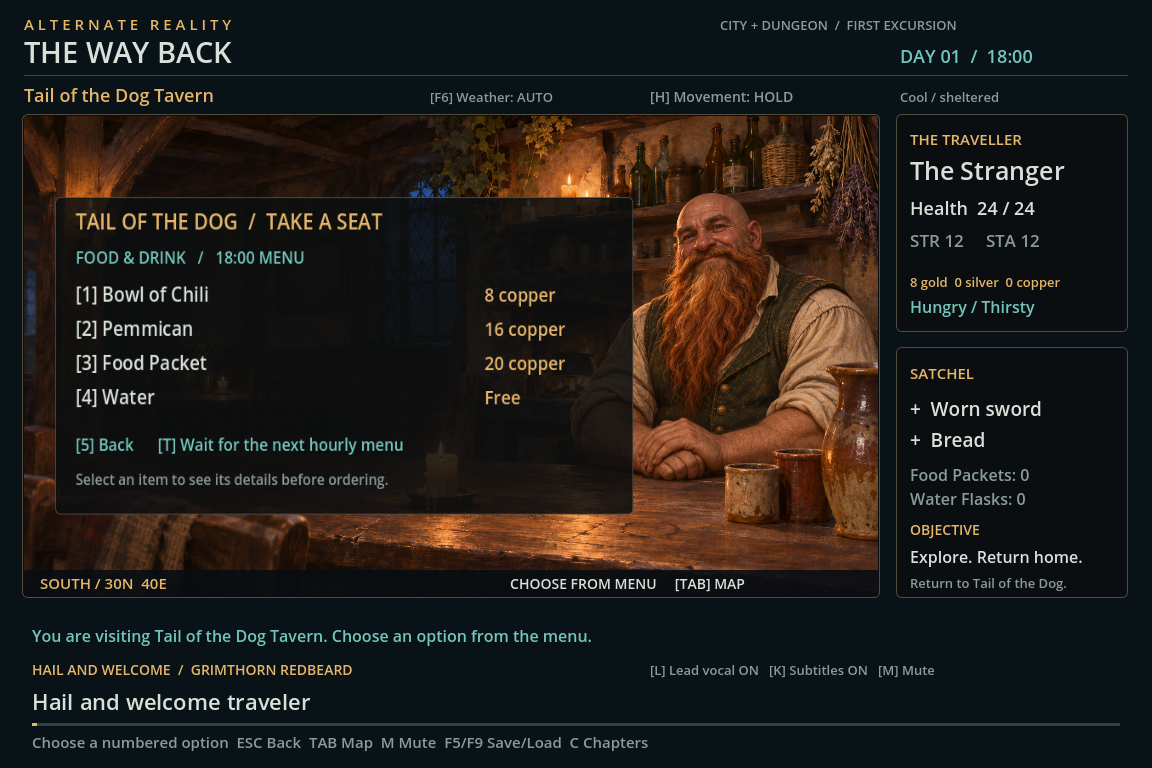 ALTERNATE REALITY
THE WAY BACK
CITY + DUNGEON / FIRST EXCURSION
DAY 01 / 18:00
Tail of the Dog Tavern
[F6] Weather: AUTO
[H] Movement: HOLD
Cool / sheltered
TAIL OF THE DOG / TAKE A SEAT
FOOD & DRINK / 18:00 MENU
[1] Bowl of Chili 8 copper
[2] Pemmican 16 copper
[3] Food Packet 20 copper
[4] Water Free
[5] Back [T] Wait for the next hourly menu
Select an item to see its details before ordering.
SOUTH / 30N 40E
CHOOSE FROM MENU [TAB] MAP
THE TRAVELLER
The Stranger
Health 24 / 24
STR 12 STA 12
8 gold 0 silver 0 copper
Hungry / Thirsty
SATCHEL
+ Worn sword
+ Bread
Food Packets: 0
Water Flasks: 0
OBJECTIVE
Explore. Return home.
Return to Tail of the Dog.
You are visiting Tail of the Dog Tavern. Choose an option from the menu.
HAIL AND WELCOME / GRIMTHORN REDBEARD
[L] Lead vocal ON [K] Subtitles ON [M] Mute
Hail and welcome traveler
Choose a numbered option ESC Back TAB Map M Mute F5/F9 Save/Load C Chapters